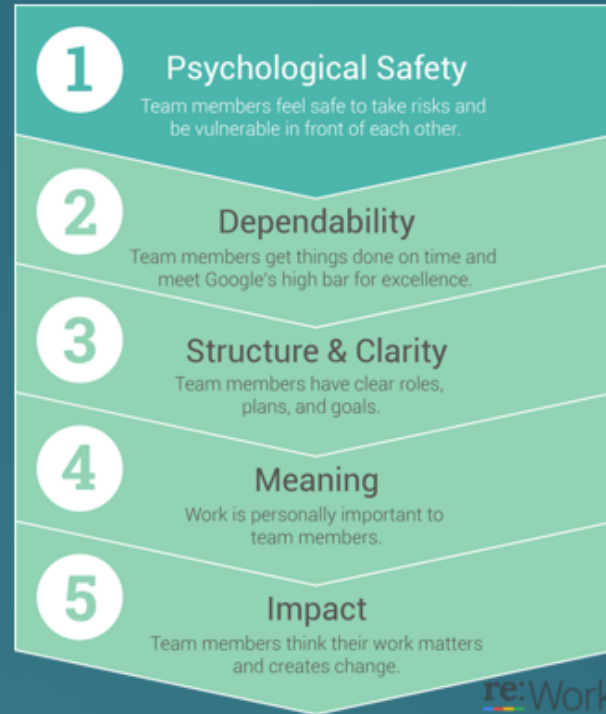 1
Psychological Safety
Team members feel safe to take risks and
be vulnerable in front of each other.
2
Dependability
Team members get things done on time and
meet Google's high bar for excellence.
3
Structure & Clarity
Team members have clear roles,
plans, and goals.
4
Meaning
Work is personally important to
team members.
5
Impact
Team members think their work matters
and creates change.
re:Work